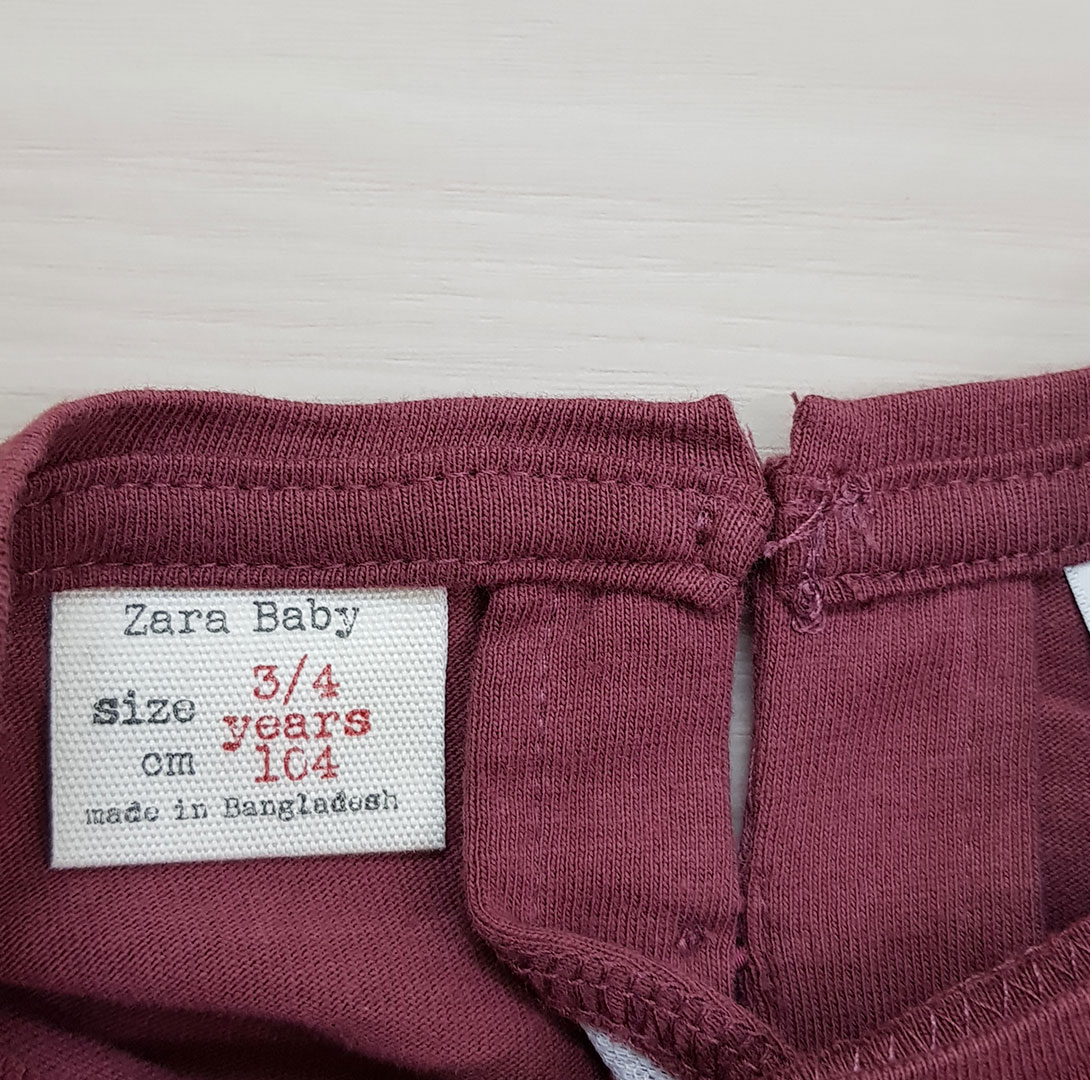 Zara Baby
size 3/4 years
cm 104
made in Bangladesh